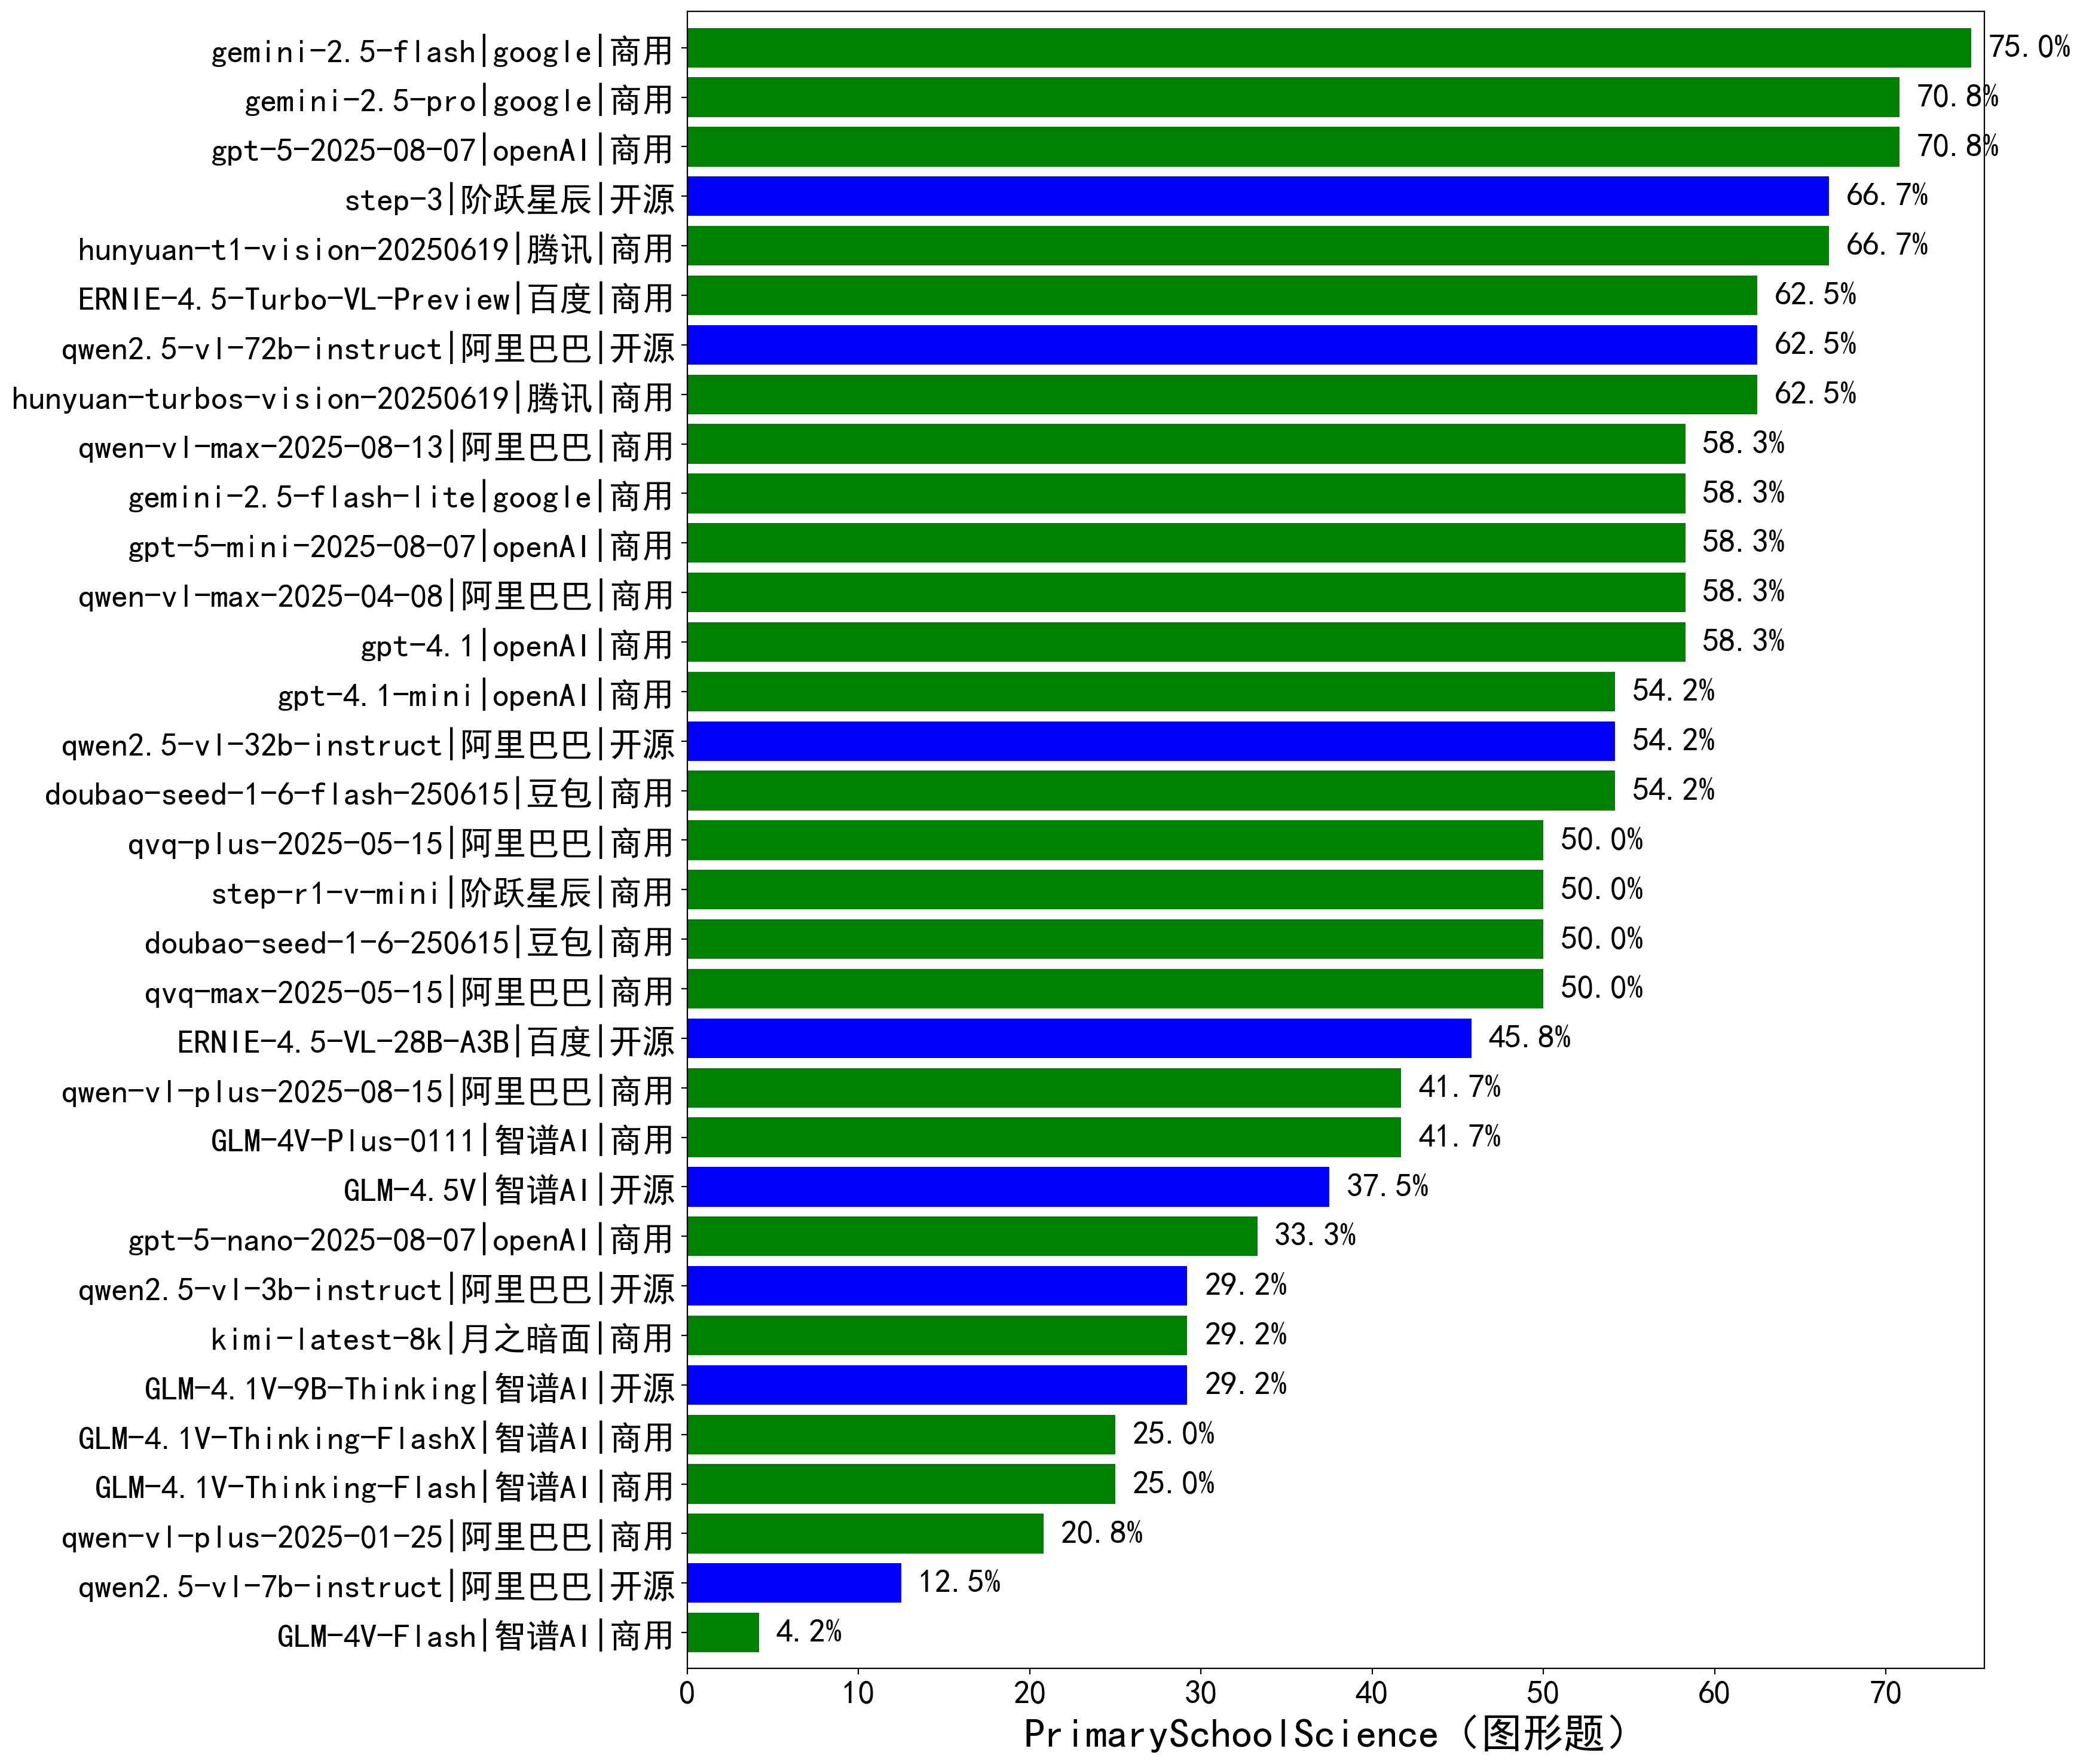 gemini-2.5-flash|google|商用 75.0%
gemini-2.5-pro|google|商用 70.8%
gpt-5-2025-08-07|openAI|商用 70.8%
step-3|阶跃星辰|开源 66.7%
hunyuan-t1-vision-20250619|腾讯|商用 66.7%
ERNIE-4.5-Turbo-VL-Preview|百度|商用 62.5%
qwen2.5-vl-72b-instruct|阿里巴巴|开源 62.5%
hunyuan-turbos-vision-20250619|腾讯|商用 62.5%
qwen-vl-max-2025-08-13|阿里巴巴|商用 58.3%
gemini-2.5-flash-lite|google|商用 58.3%
gpt-5-mini-2025-08-07|openAI|商用 58.3%
qwen-vl-max-2025-04-08|阿里巴巴|商用 58.3%
gpt-4.1|openAI|商用 58.3%
gpt-4.1-mini|openAI|商用 54.2%
qwen2.5-vl-32b-instruct|阿里巴巴|开源 54.2%
doubao-seed-1-6-flash-250615|豆包|商用 54.2%
qvq-plus-2025-05-15|阿里巴巴|商用 50.0%
step-r1-v-mini|阶跃星辰|商用 50.0%
doubao-seed-1-6-250615|豆包|商用 50.0%
qvq-max-2025-05-15|阿里巴巴|商用 50.0%
ERNIE-4.5-VL-28B-A3B|百度|开源 45.8%
qwen-vl-plus-2025-08-15|阿里巴巴|商用 41.7%
GLM-4V-Plus-0111|智谱AI|商用 41.7%
GLM-4.5V|智谱AI|开源 37.5%
gpt-5-nano-2025-08-07|openAI|商用 33.3%
qwen2.5-vl-3b-instruct|阿里巴巴|开源 29.2%
kimi-latest-8k|月之暗面|商用 29.2%
GLM-4.1V-9B-Thinking|智谱AI|开源 29.2%
GLM-4.1V-Thinking-FlashX|智谱AI|商用 25.0%
GLM-4.1V-Thinking-Flash|智谱AI|商用 25.0%
qwen-vl-plus-2025-01-25|阿里巴巴|商用 20.8%
qwen2.5-vl-7b-instruct|阿里巴巴|开源 12.5%
GLM-4V-Flash|智谱AI|商用 4.2%
0 10 20 30 40 50 60 70
PrimarySchoolScience（图形题）